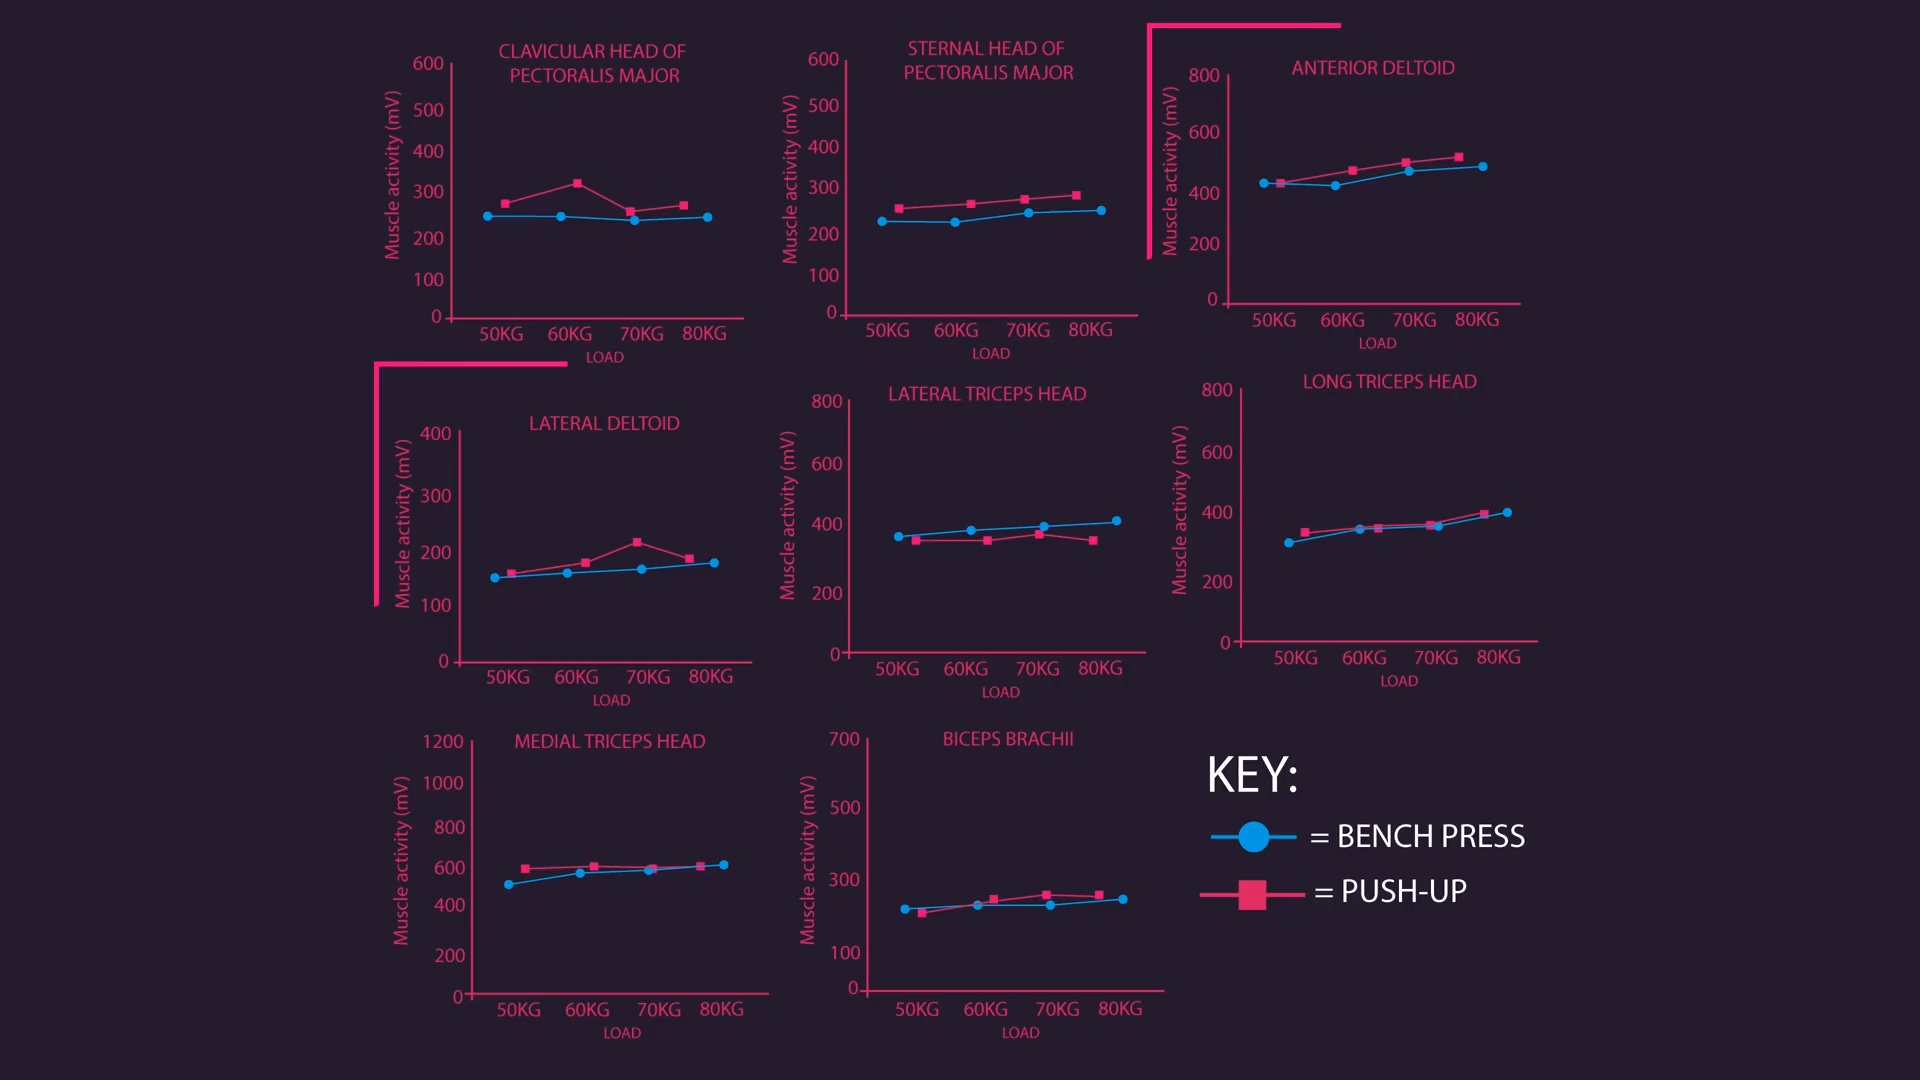 CLAVICULAR HEAD OF
PECTORALIS MAJOR
Muscle activity (mV)
600
500
400
300
200
100
0
50KG 60KG 70KG 80KG
LOAD
STERNAL HEAD OF
PECTORALIS MAJOR
Muscle activity (mV)
600
500
400
300
200
100
0
50KG 60KG 70KG 80KG
LOAD
ANTERIOR DELTOID
Muscle activity (mV)
800
600
400
200
0
50KG 60KG 70KG 80KG
LOAD
LATERAL DELTOID
Muscle activity (mV)
400
300
200
100
0
50KG 60KG 70KG 80KG
LOAD
LATERAL TRICEPS HEAD
Muscle activity (mV)
800
600
400
200
0
50KG 60KG 70KG 80KG
LOAD
LONG TRICEPS HEAD
Muscle activity (mV)
800
600
400
200
0
50KG 60KG 70KG 80KG
LOAD
MEDIAL TRICEPS HEAD
Muscle activity (mV)
1200
1000
800
600
400
200
0
50KG 60KG 70KG 80KG
LOAD
BICEPS BRACHII
Muscle activity (mV)
700
500
300
100
0
50KG 60KG 70KG 80KG
LOAD
KEY:
= BENCH PRESS
= PUSH-UP